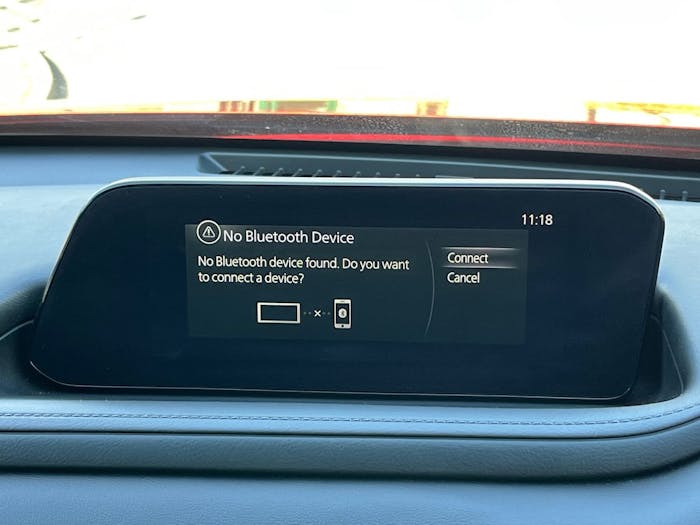 11:18
No Bluetooth Device
No Bluetooth device found. Do you want
to connect a device?
Connect
Cancel